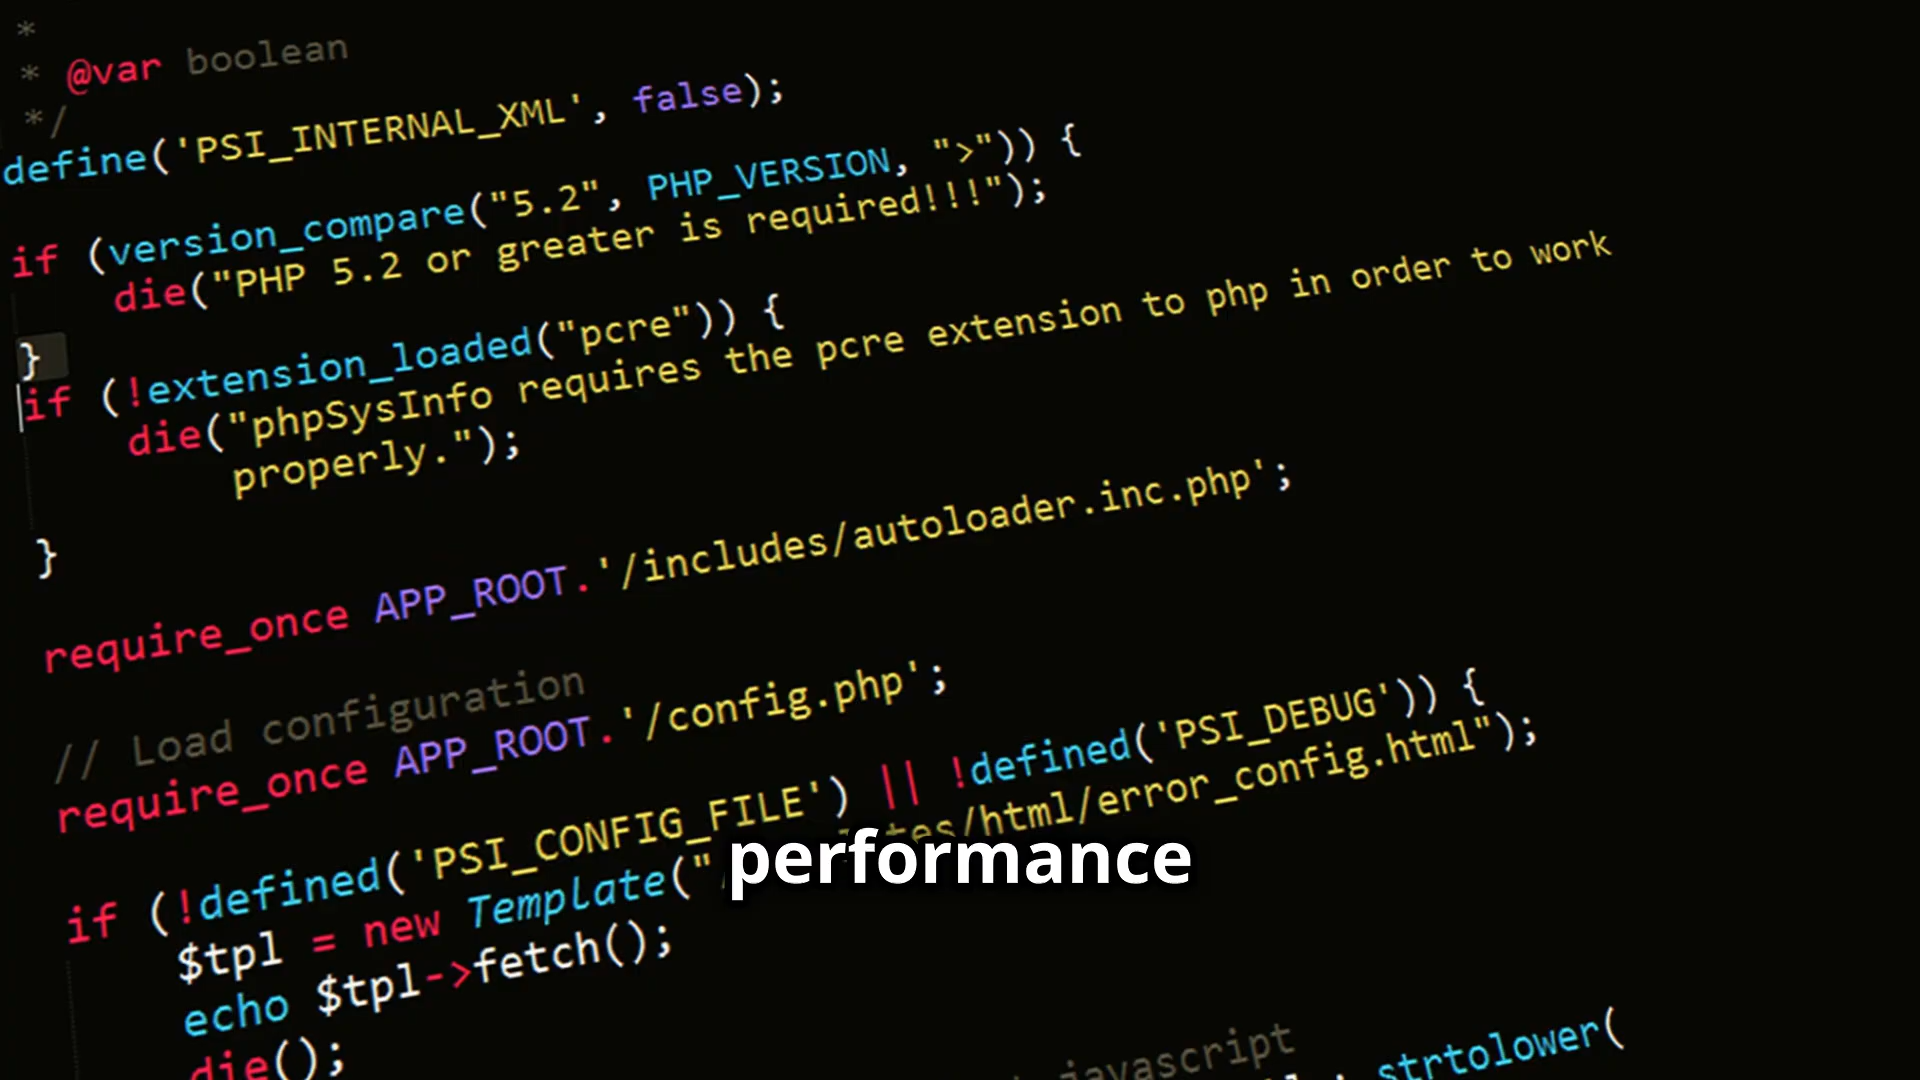 *
* @var boolean
*/
define('PSI_INTERNAL_XML', false);
if (version_compare("5.2", PHP_VERSION, ">")) {
die("PHP 5.2 or greater is required!!!");
}
if (!extension_loaded("pcre")) {
die("phpSysInfo requires the pcre extension to php in order to work
properly.");
}
require_once APP_ROOT.'/includes/autoloader.inc.php';
// Load configuration
require_once APP_ROOT.'/config.php';
if (!defined('PSI_CONFIG_FILE') || !defined('PSI_DEBUG')) {
$tpl = new Template("/html/error_config.html");
echo $tpl->fetch();
die();
javascript
strtolower(
performance